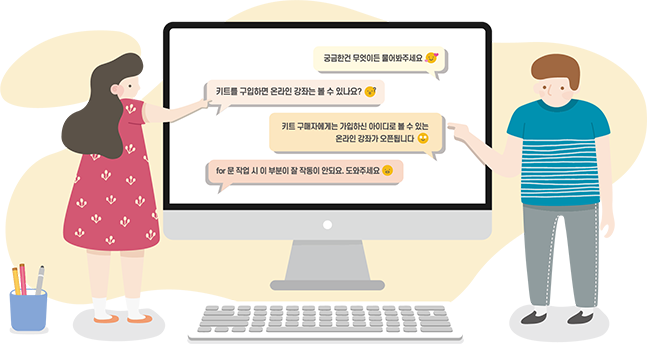 궁금한건 무엇이든 물어봐주세요
키트를 구입하면 온라인 강좌는 볼 수 있나요?
키트 구매자에게는 가입하신 아이디로 볼 수 있는
온라인 강좌가 오픈됩니다
for 문 작업 시 이 부분이 잘 작동이 안되요. 도와주세요